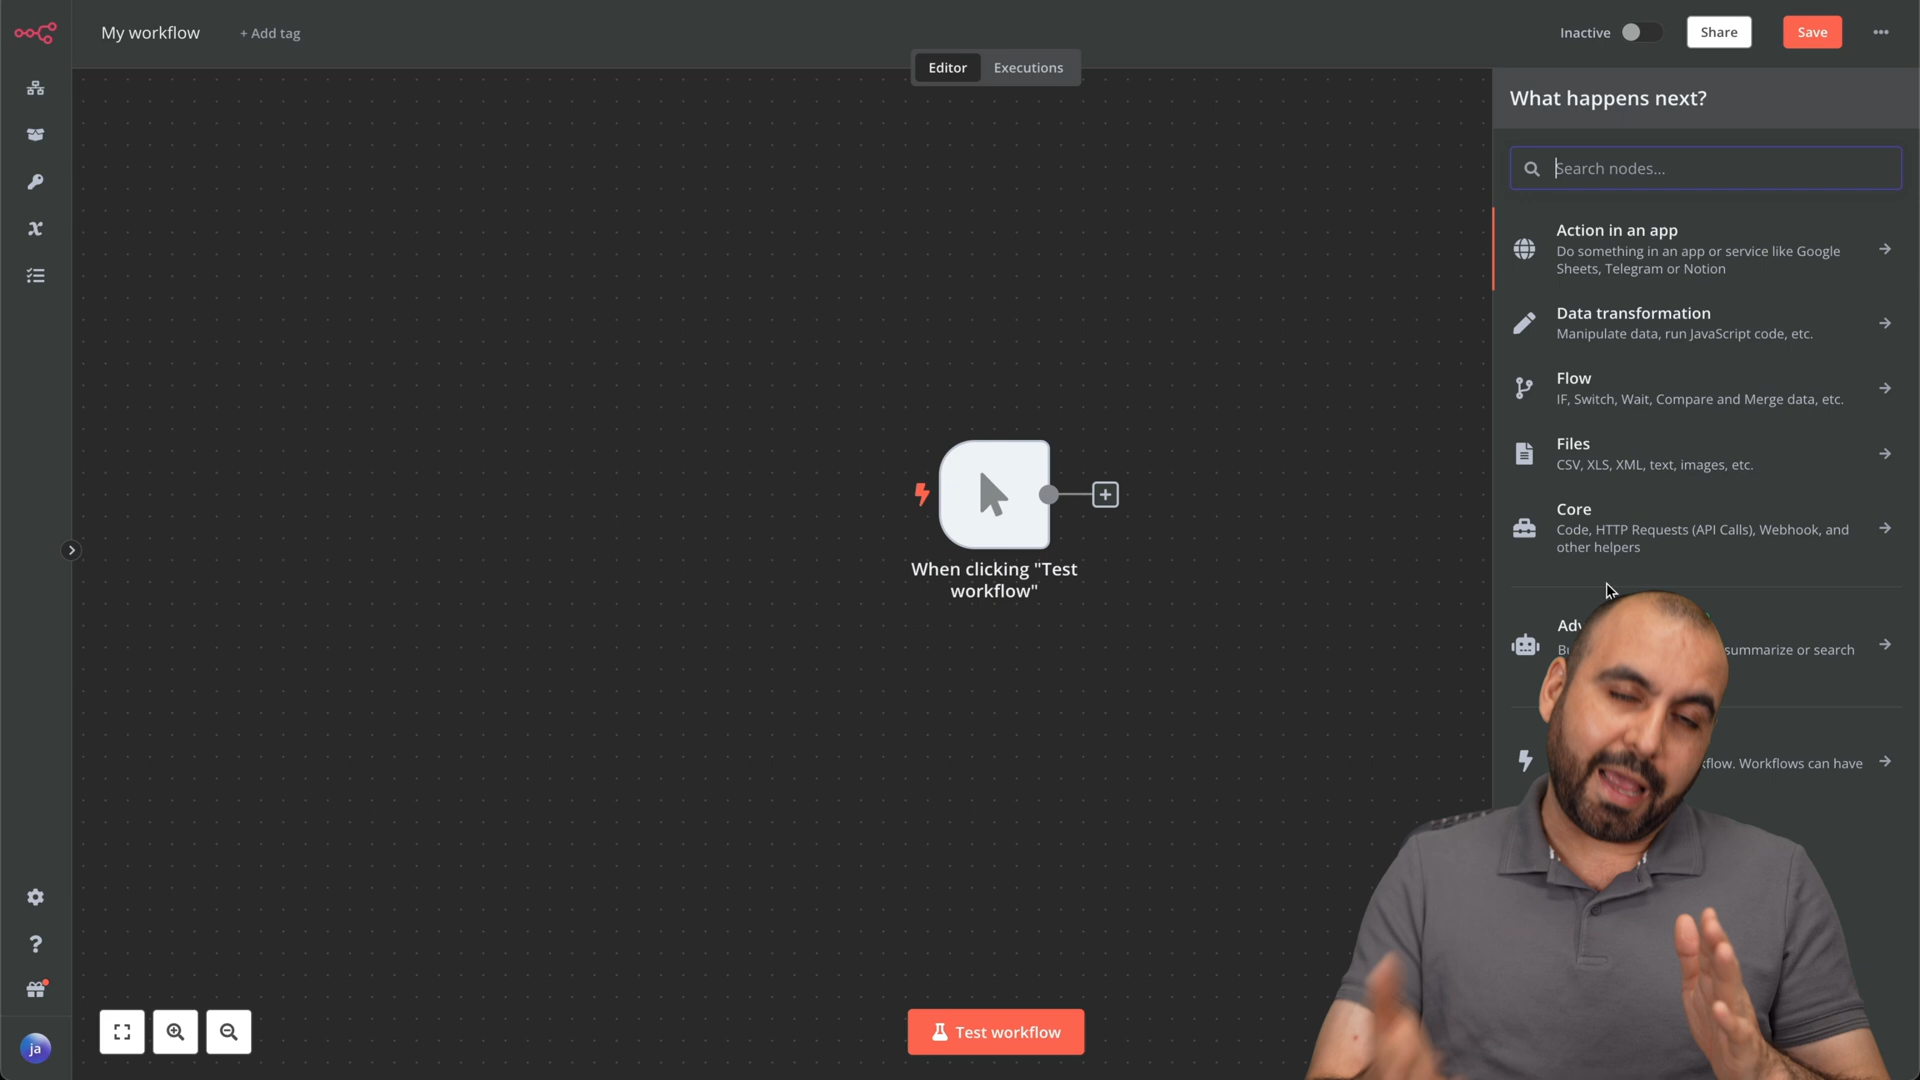 My workflow
+ Add tag
Inactive
Share
Save
Editor
Executions
What happens next?
Search nodes...
Action in an app
Do something in an app or service like Google
Sheets, Telegram or Notion
Data transformation
Manipulate data, run JavaScript code, etc.
Flow
IF, Switch, Wait, Compare and Merge data, etc.
Files
CSV, XLS, XML, text, images, etc.
Core
Code, HTTP Requests (API Calls), Webhook, and
other helpers
summarize or search
Workflows can have
When clicking "Test
workflow"
Test workflow
ja